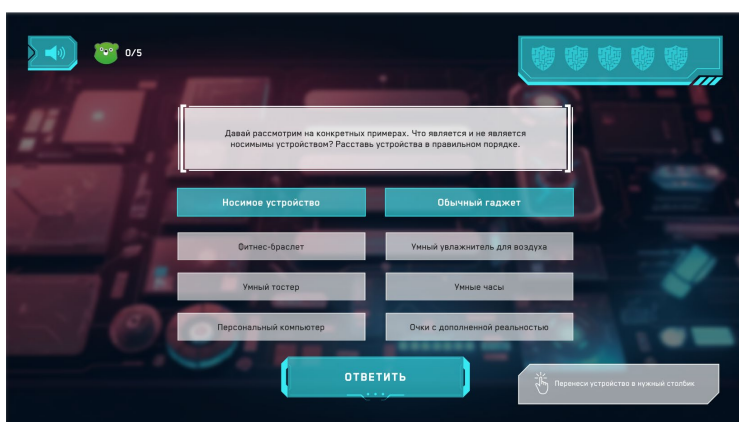 0/5
Давай рассмотрим на конкретных примерах. Что является и не является
носимымы устройством? Расставь устройства в правильном порядке.
Носимое устройство
Обычный гаджет
Фитнес-браслет
Умный увлажнитель для воздуха
Умный тостер
Умные часы
Персональный компьютер
Очки с дополненной реальностью
ОТВЕТИТЬ
Перенеси устройство в нужный столбик